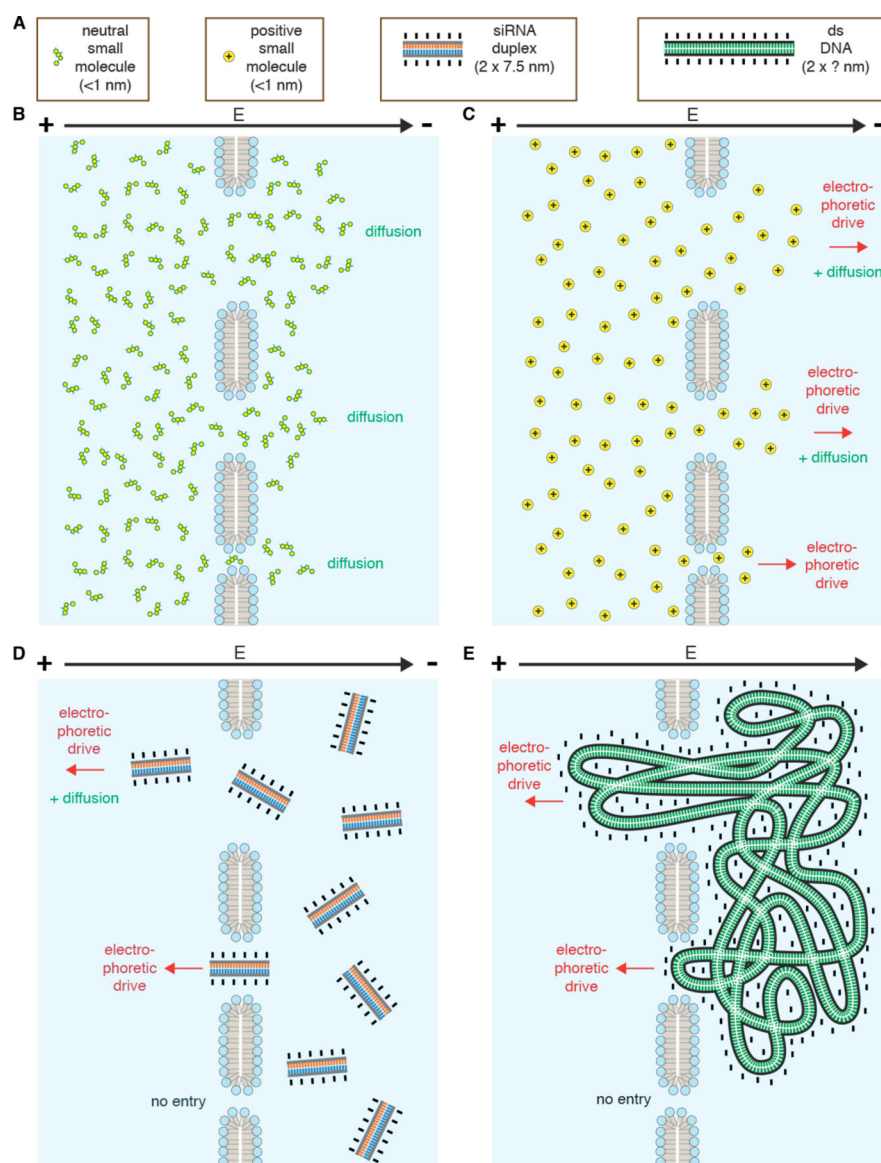 A
neutral
small
molecule
(<1 nm)
positive
small
molecule
(<1 nm)
siRNA
duplex
(2 x 7.5 nm)
ds
DNA
(2 x ? nm)
B
+ E -
diffusion
diffusion
diffusion
C
+ E -
electro-
phoretic
drive
+ diffusion
electro-
phoretic
drive
+ diffusion
electro-
phoretic
drive
D
+ E -
electro-
phoretic
drive
+ diffusion
electro-
phoretic
drive
no entry
E
+ E -
electro-
phoretic
drive
electro-
phoretic
drive
no entry